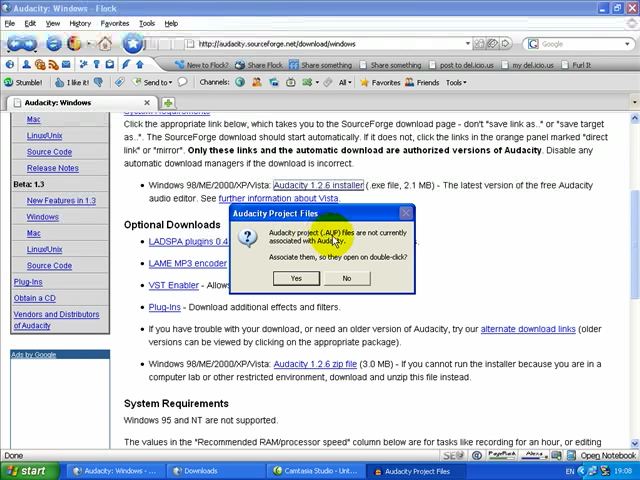 Audacity: Windows - Flock
File Edit View History Favorites Tools Help
http://audacity.sourceforge.net/download/windows
Google
New to Flock? Share Flock Share something post to del.icio.us my del.icio.us Furl It
Stumble! I like it! Send to Channels: All Favorites Friends Tools
Audacity: Windows
Mac
Linux/Unix
Source Code
Release Notes
Beta: 1.3
New Features in 1.3
Windows
Mac
Linux/Unix
Source Code
Plug-Ins
Obtain a CD
Vendors and Distributors
of Audacity
Ads by Google
System Requirements
Click the appropriate link below, which takes you to the SourceForge download page - don't "save link as.." or "save target
as..". The SourceForge download should start automatically. If it does not, click the links in the orange panel marked "direct
link" or "mirror". Only these links and the automatic download are authorized versions of Audacity. Disable any
automatic download managers if the download is incorrect.
Windows 98/ME/2000/XP/Vista: Audacity 1.2.6 installer (.exe file, 2.1 MB) - The latest version of the free Audacity
audio editor. See further information about Vista.
Optional Downloads
LADSPA plugins 0.4
LAME MP3 encoder
VST Enabler - Allows
Plug-Ins - Download additional effects and filters.
If you have trouble with your download, or need an older version of Audacity, try our alternate download links (older
versions can be viewed by clicking on the appropriate link).
Windows 98/ME/2000/XP/Vista: Audacity 1.2.6 zip file (3.0 MB) - If you cannot run the installer because you are in a
computer lab or other restricted environment, download and unzip this file instead.
System Requirements
Windows 95 and NT are not supported.
The values in the "Recommended RAM/processor speed" column below are for tasks like recording for an hour, or editing
Audacity Project Files
Audacity project (.AUP) files are not currently
associated with Audacity.
Associate them, so they open on double-click?
Yes No
Done
PageRank Alexa Open Notebook
start Audacity: Windows - ... Downloads Camtasia Studio - Unt... Audacity Project Files EN 19:08